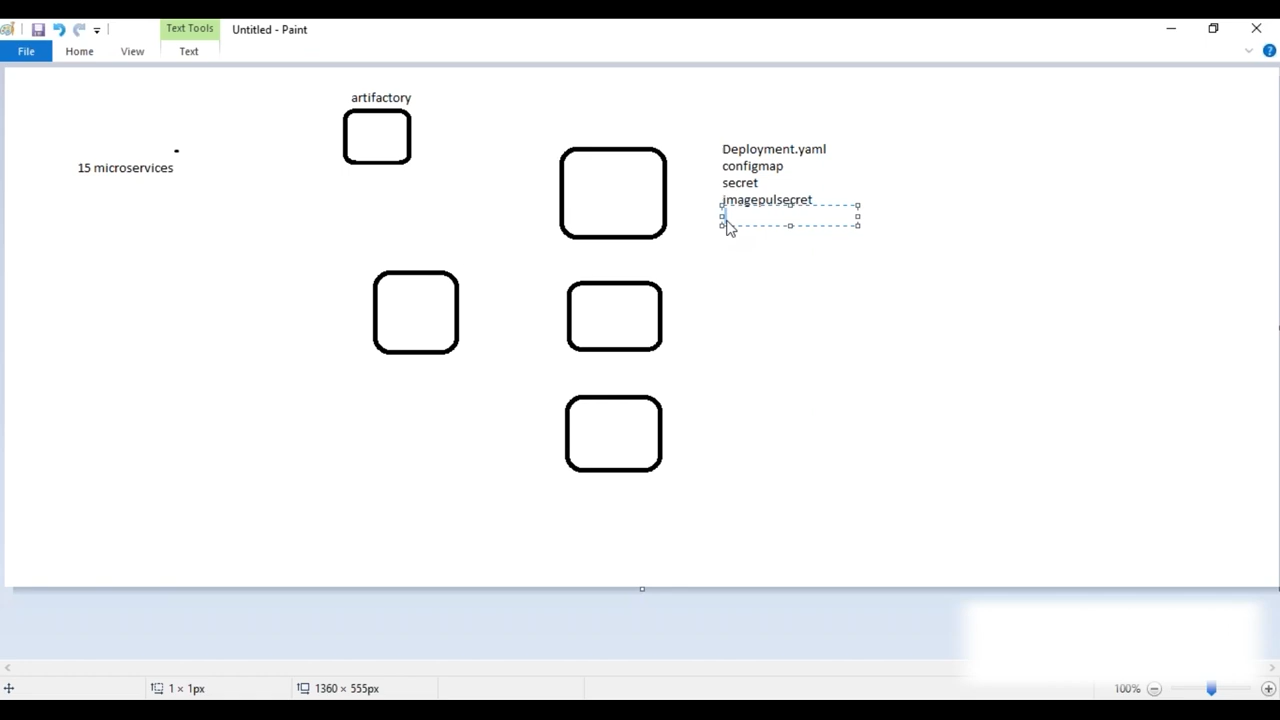 Text Tools
Untitled - Paint
File
Home
View
Text
artifactory
15 microservices
Deployment.yaml
configmap
secret
imagepulsecret
1 × 1px
1360 × 555px
100%